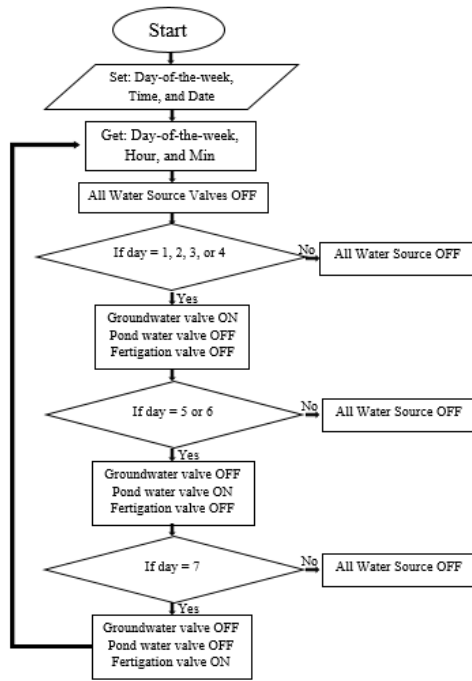 Start
Set: Day-of-the-week,
Time, and Date
Get: Day-of-the-week,
Hour, and Min
All Water Source Valves OFF
If day = 1, 2, 3, or 4
No
All Water Source OFF
Yes
Groundwater valve ON
Pond water valve OFF
Fertigation valve OFF
If day = 5 or 6
No
All Water Source OFF
Yes
Groundwater valve OFF
Pond water valve ON
Fertigation valve OFF
If day = 7
No
All Water Source OFF
Yes
Groundwater valve OFF
Pond water valve OFF
Fertigation valve ON